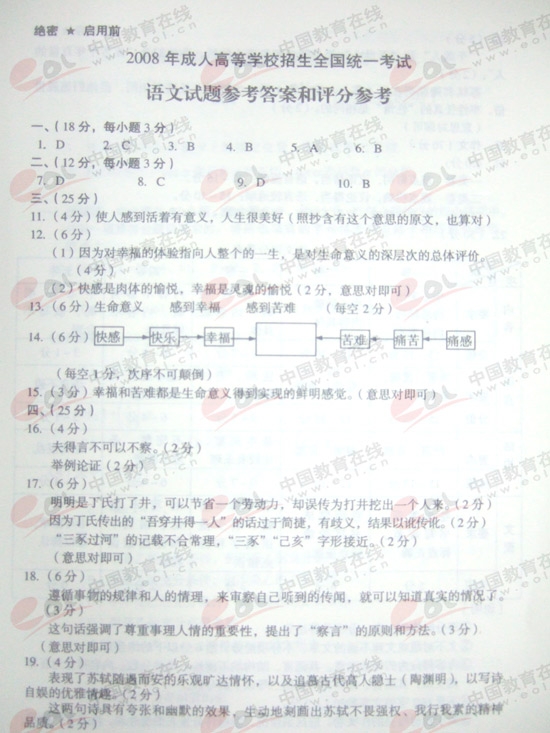 绝密 ★ 启用前
2008 年成人高等学校招生全国统一考试
语文试题参考答案和评分参考
一、(18分,每小题3分)
1. D 2. C 3. B 4. B 5. A 6. B
二、(12分,每小题3分)
7. D 8. C 9. D 10. B
三、(25分)
11.(4分)使人感到活着有意义,人生很美好(照抄含有这个意思的原文,也算对)
12.(6分)
(1)因为对幸福的体验指向人整个的一生,是对生命意义的深层次的总体评价。
(4分)
(2)快感是肉体的愉悦,幸福是灵魂的愉悦(2分,意思对即可)
13.(6分)生命意义 感到幸福 感到苦难 (每空2分)
14.(6分) 快感 快乐 幸福 苦难 痛苦 痛感
(每空1分,次序不可颠倒)
15.(3分)幸福和苦难都是生命意义得到实现的鲜明感觉。(意思对即可)
四、(25分)
16.(4分)
夫得言不可以不察。(2分)
举例论证(2分)
17.(6分)
明明是丁氏打了井,可以节省一个劳动力,却误传为打井挖出一个人来。(2分)
因为丁氏传出的“吾穿井得一人”的话过于简捷,有歧义,结果以讹传讹。(2分)
“三豕过河”的记载不合常理,“三豕”“己亥”字形接近。(2分)
(意思对即可)
18.(6分)
遵循事物的规律和人的情理,来审察自己听到的传闻,就可以知道真实的情况了。
(3分)
这句话强调了尊重事理人情的重要性,提出了“察言”的原则和方法。(3分)
(意思对即可)
19.(4分)
表现了苏轼随遇而安的乐观旷达情怀,以及追慕古代高人隐士(陶渊明),以写诗
自娱的优雅情趣。(2分)
这两句诗具有夸张和幽默的效果,生动地刻画出苏轼不畏强权、我行我素的精神
品质。(2分)
eOL 中国教育在线
www.eol.cn